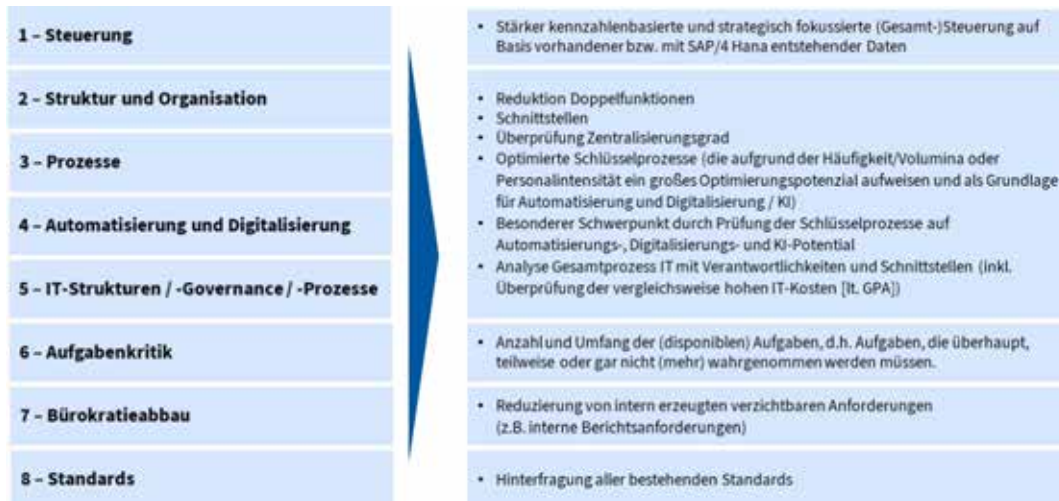 1 – Steuerung
• Stärker kennzahlenbasierte und strategisch fokussierte (Gesamt-)Steuerung auf
Basis vorhandener bzw. mit SAP/4 Hana entstehender Daten
2 – Struktur und Organisation
3 – Prozesse
4 – Automatisierung und Digitalisierung
5 – IT-Strukturen / -Governance / -Prozesse
• Reduktion Doppelfunktionen
• Schnittstellen
• Überprüfung Zentralisierungsgrad
• Optimierte Schlüsselprozesse (die aufgrund der Häufigkeit/Volumina oder
Personalintensität ein großes Optimierungspotenzial aufweisen und als Grundlage
für Automatisierung und Digitalisierung / KI)
• Besonderer Schwerpunkt durch Prüfung der Schlüsselprozesse auf
Automatisierungs-, Digitalisierungs- und KI-Potential
• Analyse Gesamtprozess IT mit Verantwortlichkeiten und Schnittstellen (inkl.
Überprüfung der vergleichsweise hohen IT-Kosten [lt. GPA])
6 – Aufgabenkritik
• Anzahl und Umfang der (disponiblen) Aufgaben, d.h. Aufgaben, die überhaupt,
teilweise oder gar nicht (mehr) wahrgenommen werden müssen.
7 – Bürokratieabbau
• Reduzierung von intern erzeugten verzichtbaren Anforderungen
(z.B. interne Berichtsanforderungen)
8 – Standards
• Hinterfragung aller bestehenden Standards